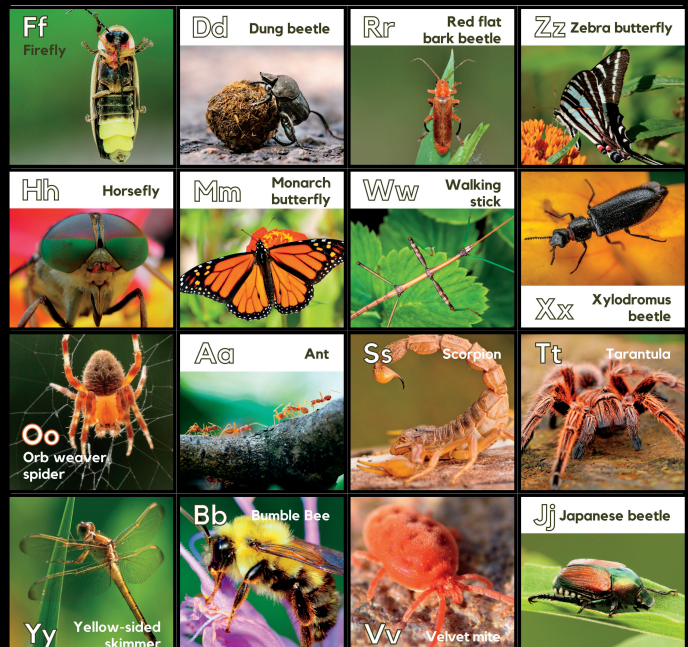 Ff
Firefly
Dd Dung beetle
Rr Red flat
bark beetle
Zz Zebra butterfly
Hh Horsefly
Mm Monarch
butterfly
Ww Walking
stick
Xx Xylodromus
beetle
Oo
Orb weaver
spider
Aa Ant
Ss Scorpion
Tt Tarantula
Yy Yellow-sided
skimmer
Bb Bumble Bee
Vv Velvet mite
Jj Japanese beetle